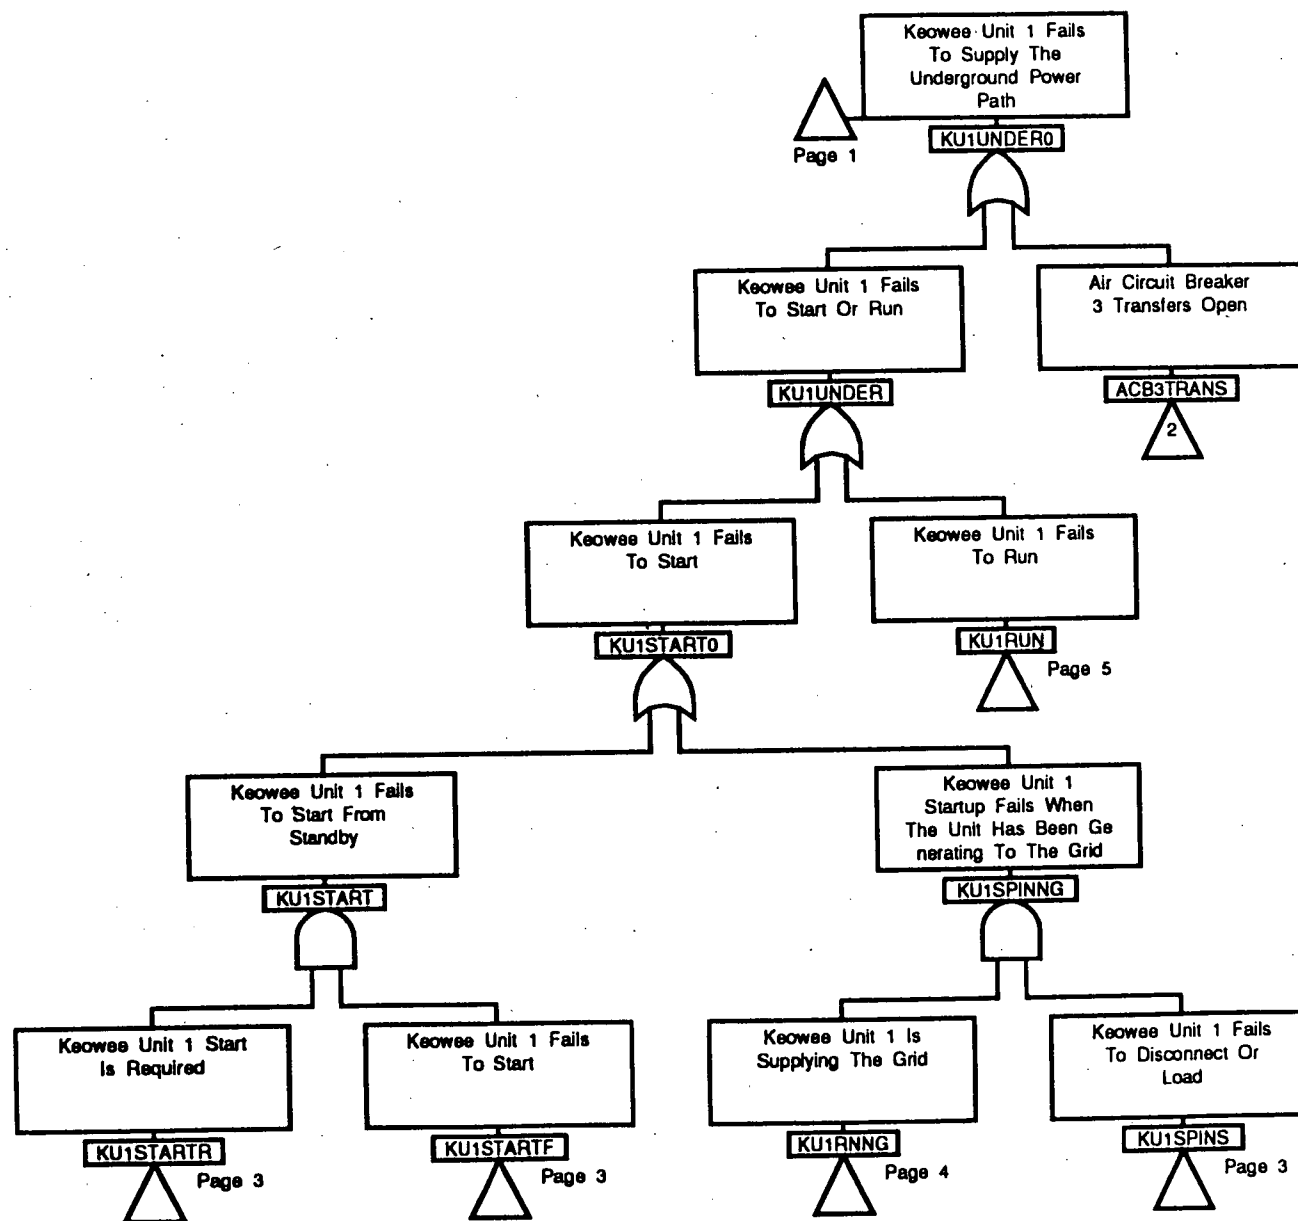 Keowee Unit 1 Fails
To Supply The
Underground Power
Path
Page 1
KU1UNDER0
Keowee Unit 1 Fails
To Start Or Run
KU1UNDER
Air Circuit Breaker
3 Transfers Open
ACB3TRANS
2
Keowee Unit 1 Fails
To Start
KU1START0
Keowee Unit 1 Fails
To Run
KU1RUN
Page 5
Keowee Unit 1 Fails
To Start From
Standby
KU1START
Keowee Unit 1
Startup Fails When
The Unit Has Been Ge
nerating To The Grid
KU1SPINNG
Keowee Unit 1 Start
Is Required
KU1STARTR
Page 3
Keowee Unit 1 Fails
To Start
KU1STARTF
Page 3
Keowee Unit 1 Is
Supplying The Grid
KU1RNNG
Page 4
Keowee Unit 1 Fails
To Disconnect Or
Load
KU1SPINS
Page 3